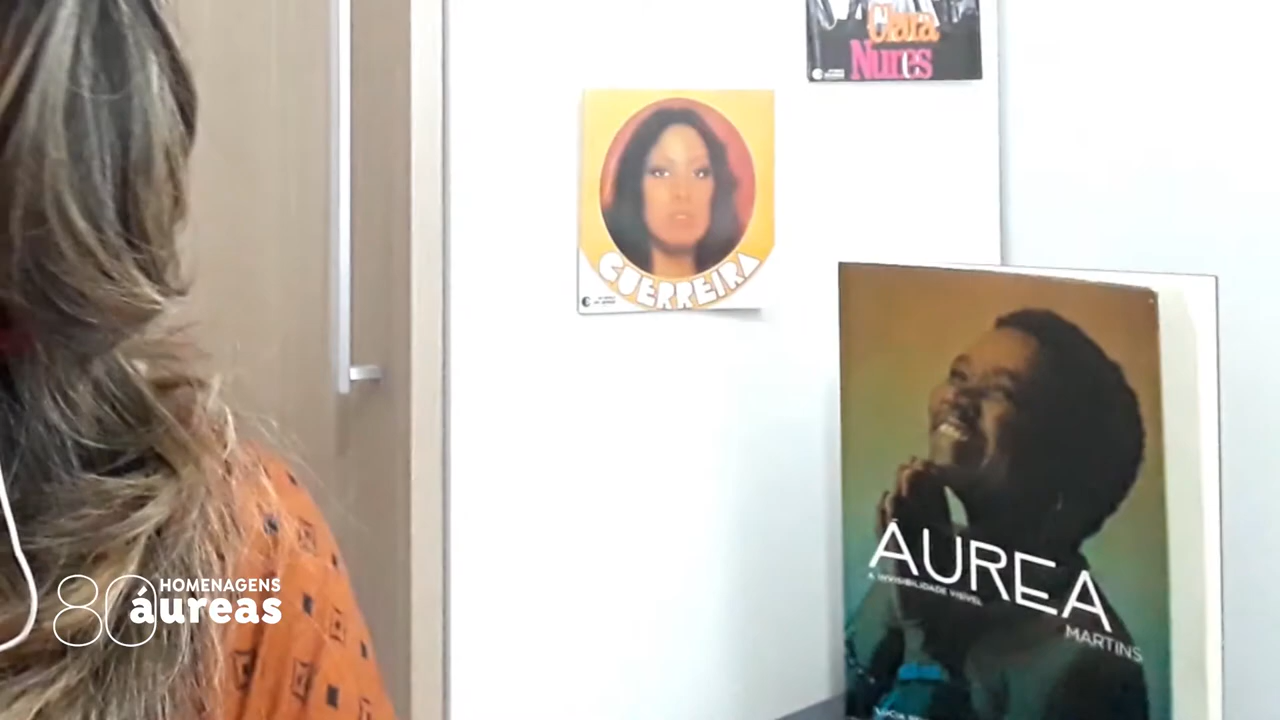 Clara
Nunes
GUERREIRA
ÁUREA
A INVISIBILIDADE VISÍVEL
MARTINS
80 HOMENAGENS
áureas